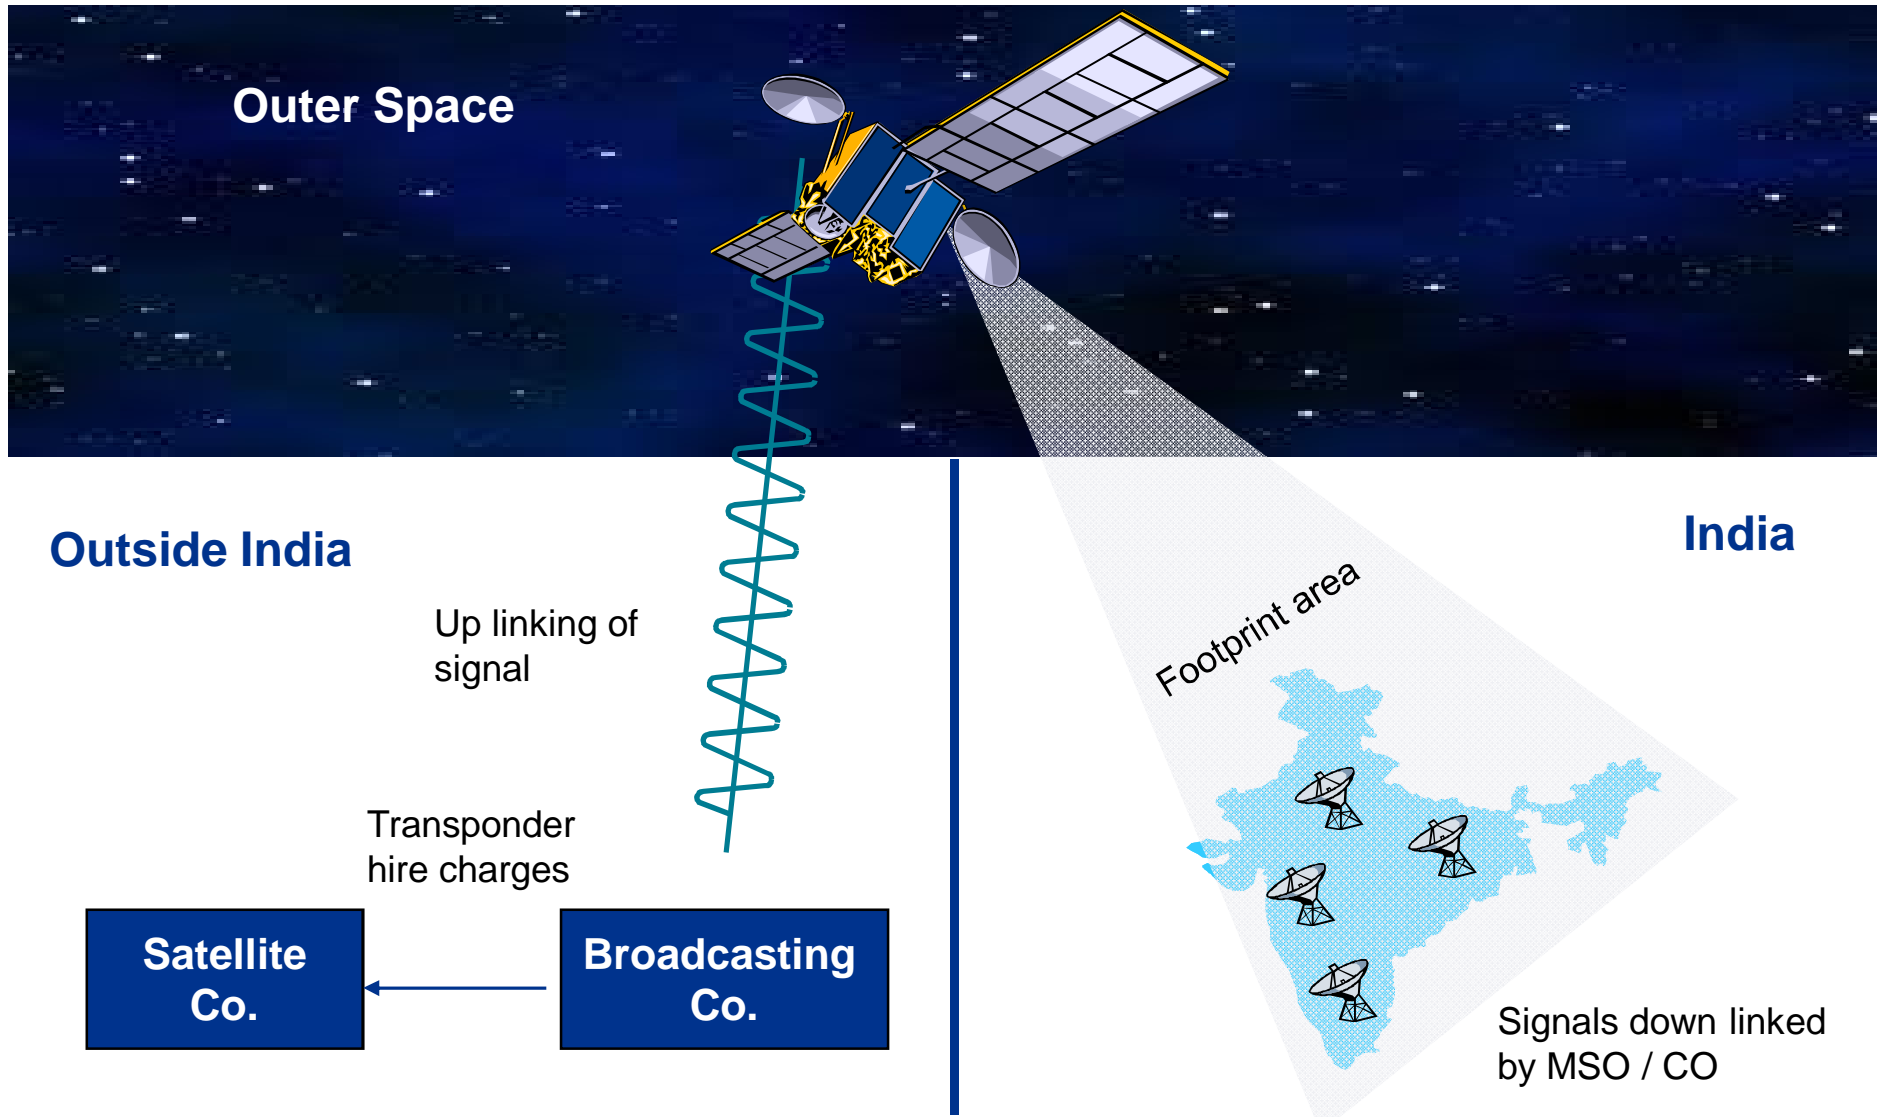 Outer Space
Outside India
India
Up linking of
signal
Footprint area
Transponder
hire charges
Satellite
Co.
Broadcasting
Co.
Signals down linked
by MSO / CO